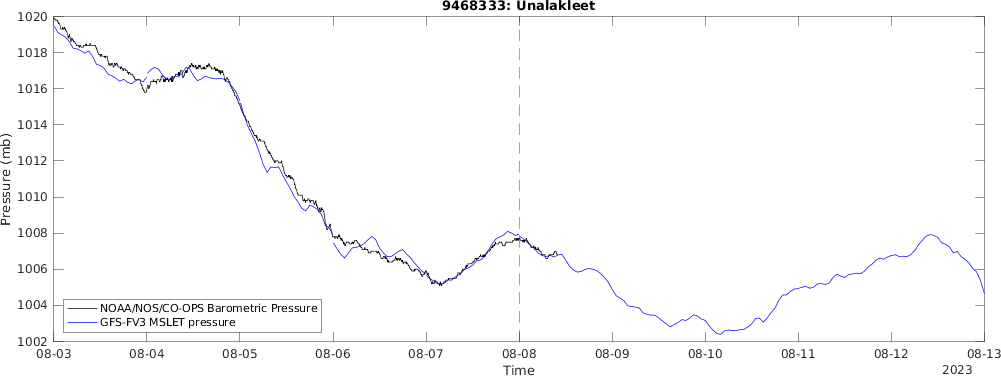 9468333: Unalakleet
1020
1018
1016
1014
1012
1010
1008
1006
1004
1002
Pressure (mb)
NOAA/NOS/CO-OPS Barometric Pressure
GFS-FV3 MSLET pressure
08-03 08-04 08-05 08-06 08-07 08-08 08-09 08-10 08-11 08-12 08-13
Time
2023